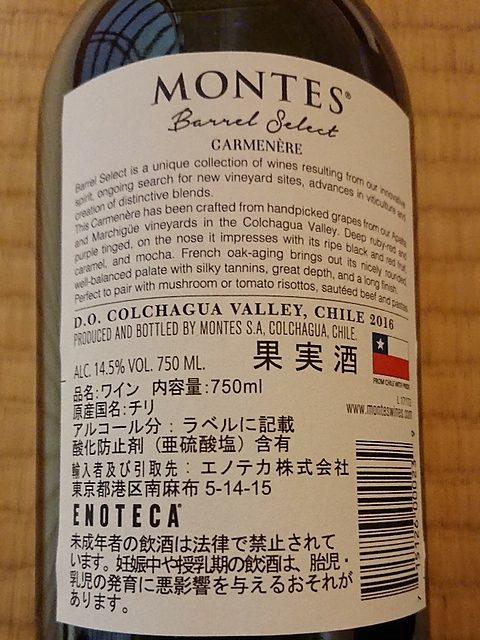 MONTES®
Barrel Select
CARMENÈRE
Barrel Select is a unique collection of wines resulting from our innovative
spirit, ongoing search for new vineyard sites, advances in viticulture and
creation of distinctive blends.
This Carmenère has been crafted from handpicked grapes from our Apalta
and Marchigüe vineyards in the Colchagua Valley. Deep ruby-red and
purple tinged, on the nose it impresses with its ripe black and red fruit,
caramel, and mocha. French oak-aging brings out its nicely rounded,
well-balanced palate with silky tannins, great depth, and a long finish.
Perfect to pair with mushroom or tomato risottos, sautéed beef and pastas.
D.O. COLCHAGUA VALLEY, CHILE 2016
PRODUCED AND BOTTLED BY MONTES S.A, COLCHAGUA, CHILE.
ALC. 14.5% VOL. 750 ML.
果実酒
FROM CHILE WITH PRIDE
www.monteswines.com
品名:ワイン 内容量:750ml
原産国名:チリ
アルコール分:ラベルに記載
酸化防止剤(亜硫酸塩)含有
輸入者及び引取先:エノテカ株式会社
東京都港区南麻布 5-14-15
ENOTECA
未成年者の飲酒は法律で禁止されて
います。妊娠中や授乳期の飲酒は、胎児・
乳児の発育に悪影響を与えるおそれが
あります。